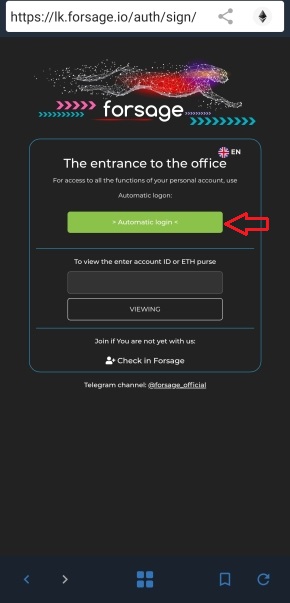 https://lk.forsage.io/auth/sign/
forsage
EN
The entrance to the office
For access to all the functions of your personal account, use
Automatic logon:
> Automatic login <
To view the enter account ID or ETH purse
VIEWING
Join if You are not yet with us:
Check in Forsage
Telegram channel: @forsage_official